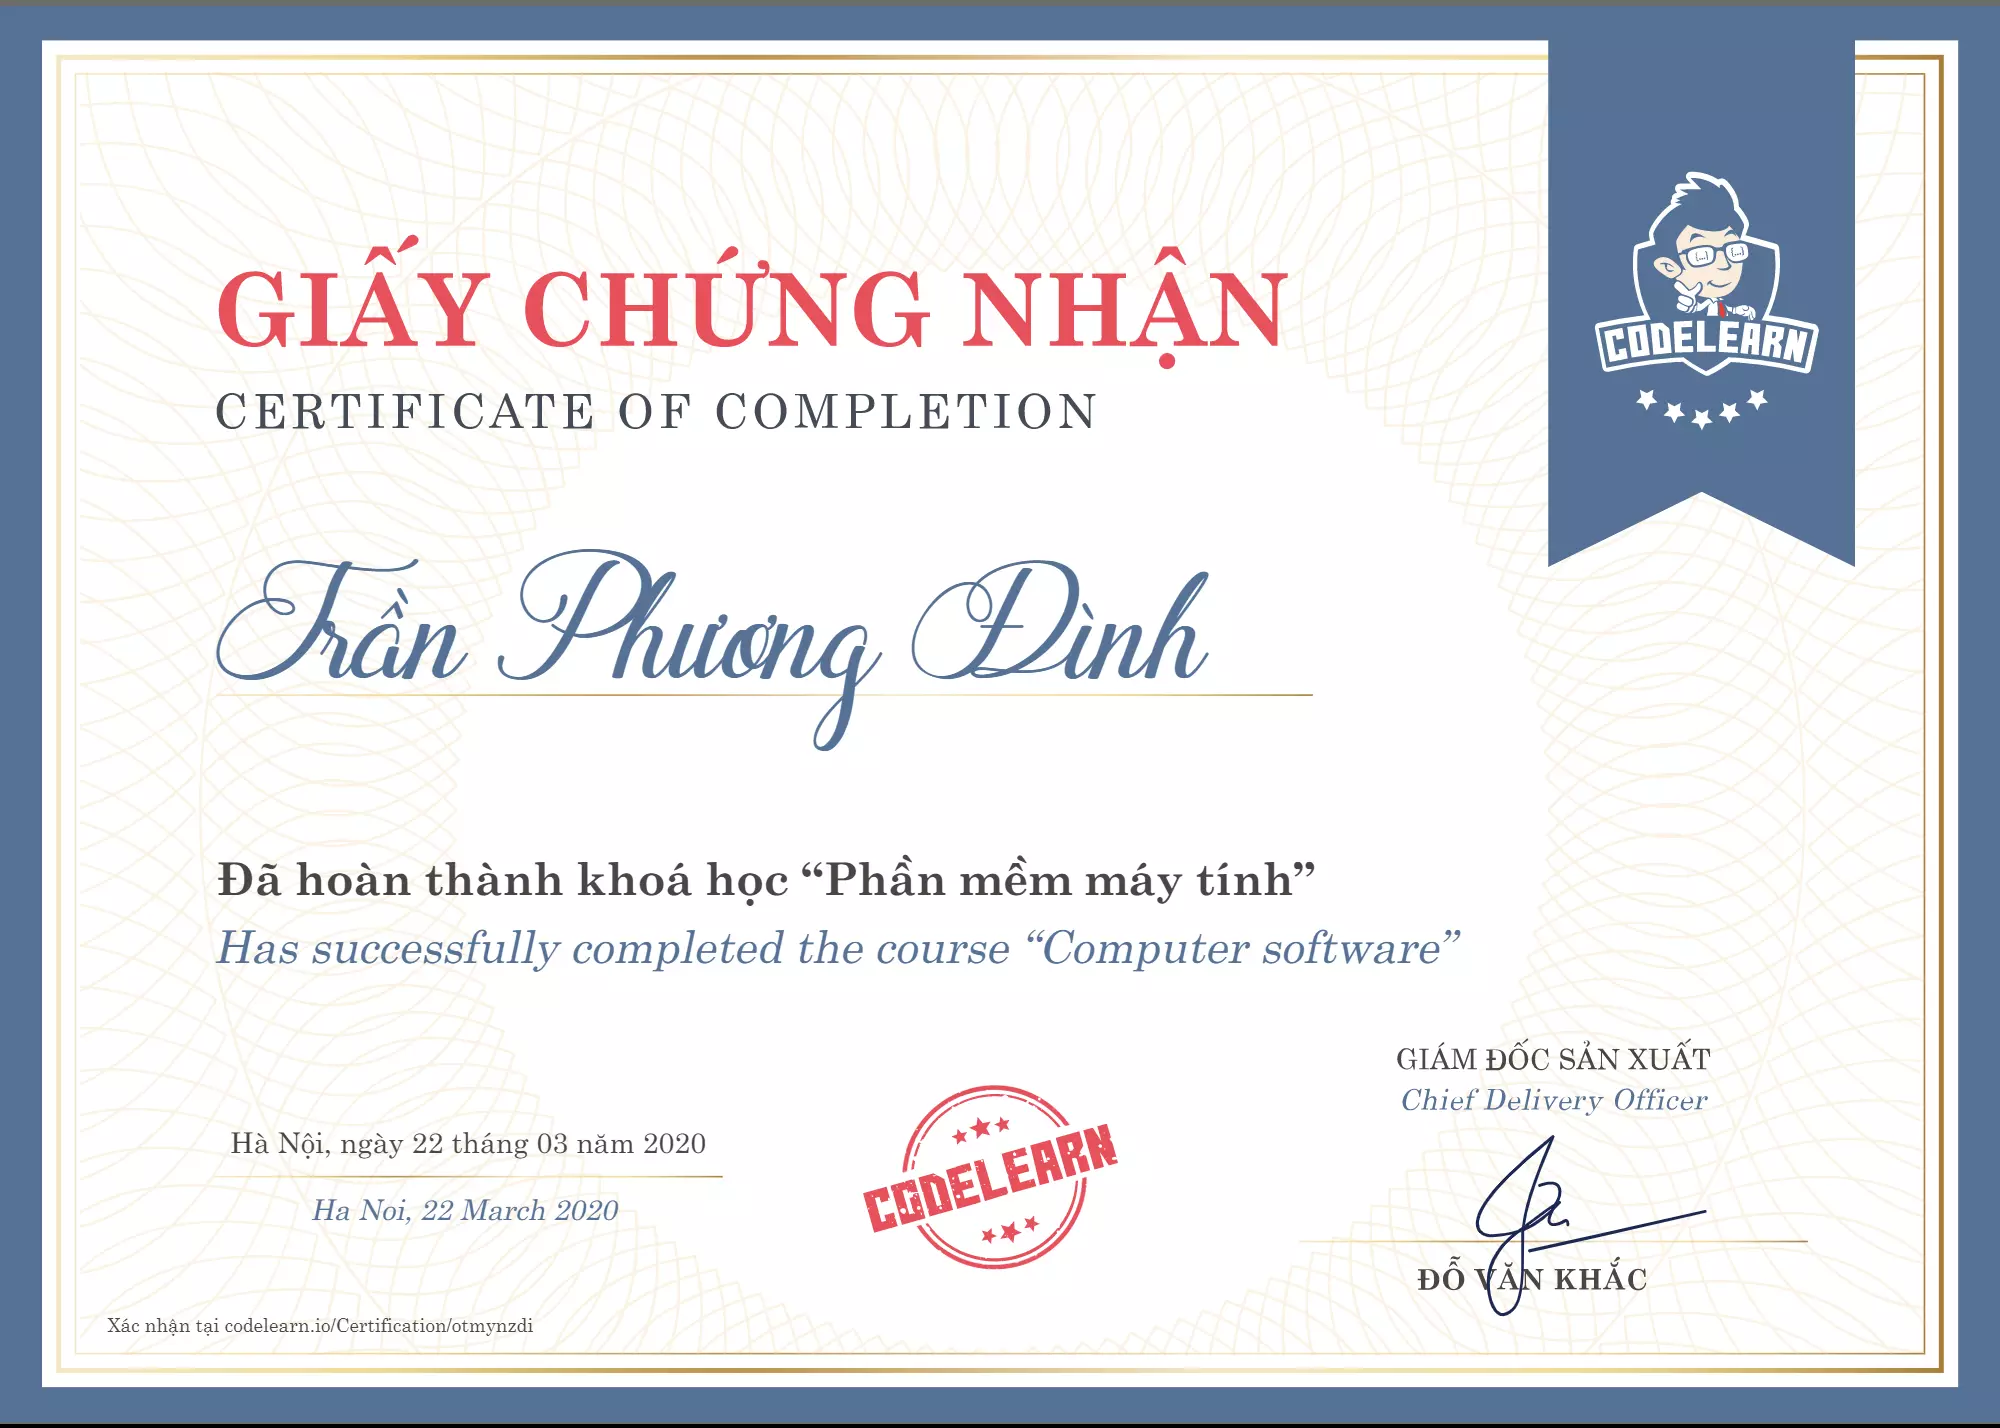 GIẤY CHỨNG NHẬN
CERTIFICATE OF COMPLETION
CODELEARN
Trần Phương Đình
Đã hoàn thành khoá học “Phần mềm máy tính”
Has successfully completed the course “Computer software”
GIÁM ĐỐC SẢN XUẤT
Chief Delivery Officer
Hà Nội, ngày 22 tháng 03 năm 2020
Ha Noi, 22 March 2020
CODELEARN
ĐỖ VĂN KHẮC
Xác nhận tại codelearn.io/Certification/otmynzdi